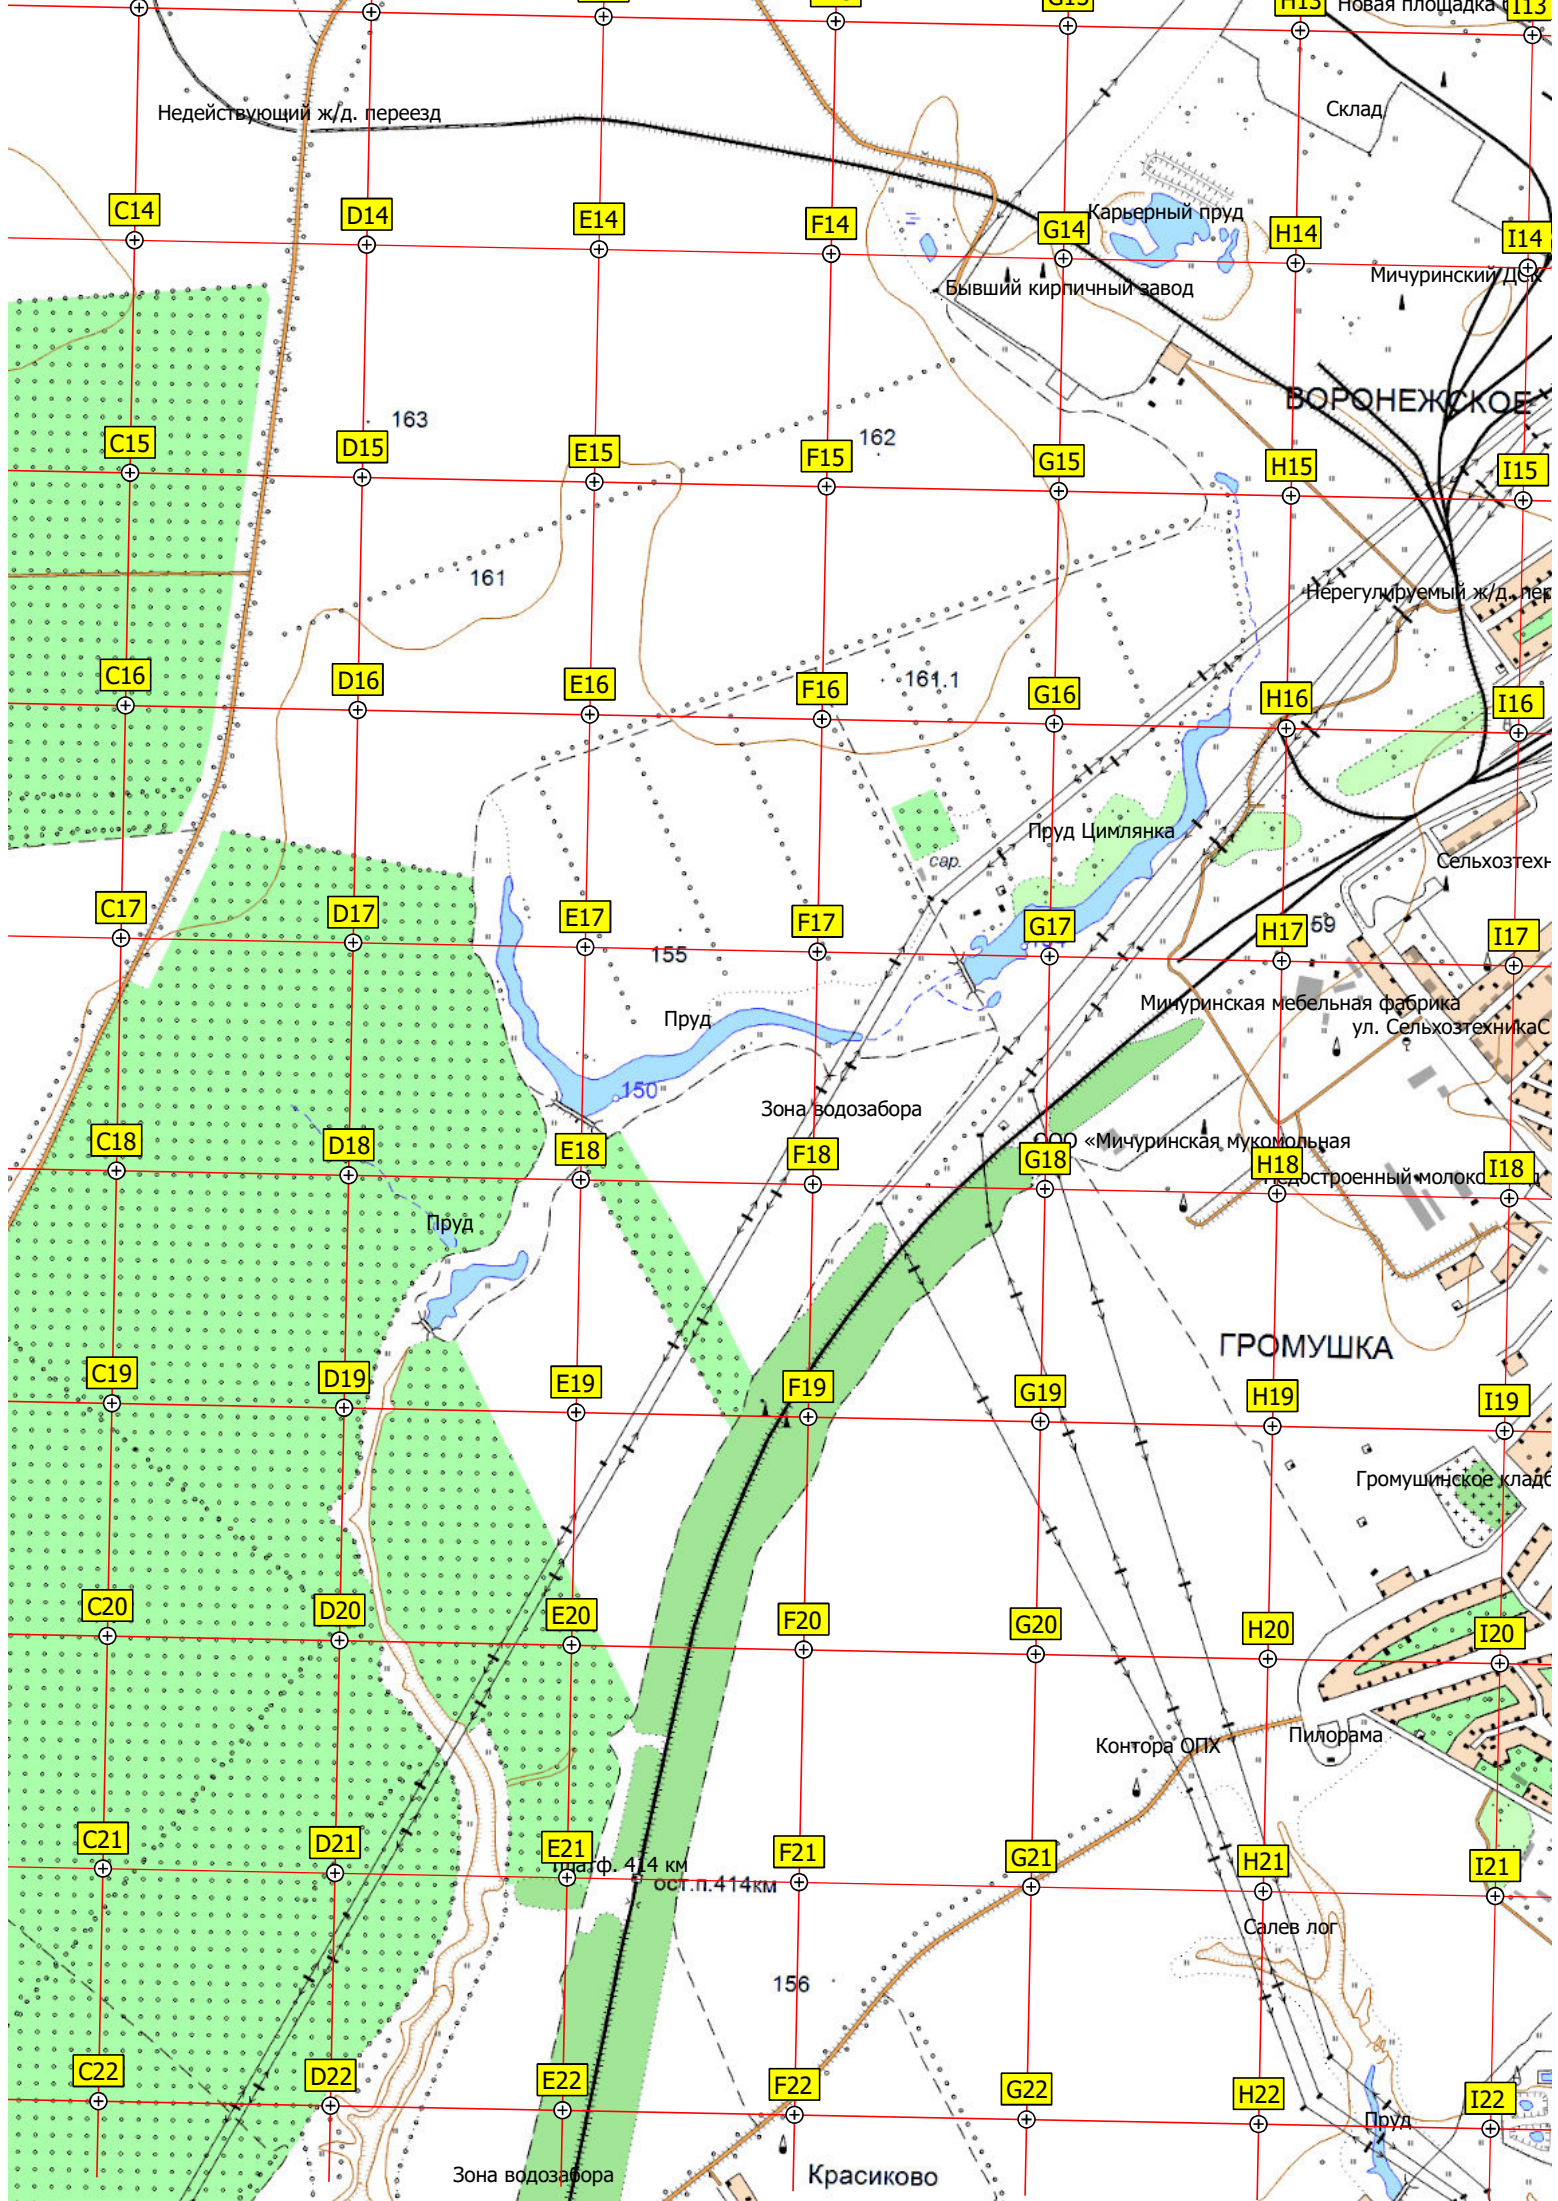 Новая площадка
H13
I13
G13
Недействующий ж/д. переезд
Склад
C14
D14
E14
F14
G14
Карьерный пруд
H14
I14
Мичуринский ДСК
Бывший кирпичный завод
ВОРОНЕЖСКОЕ
163
162
C15
D15
E15
F15
G15
H15
I15
161
Нерегулируемый ж/д. пер
C16
D16
E16
F16
161.1
G16
H16
I16
Пруд Цимлянка
сар.
Сельхозтехн
C17
D17
E17
F17
G17
H17
59
I17
155
Пруд
Мичуринская мебельная фабрика
ул. СельхозтехникаС
150
Зона водозабора
ООО «Мичуринская мукомольная
C18
D18
E18
F18
G18
H18
I18
Недостроенный молоко
Пруд
ГРОМУШКА
C19
D19
E19
F19
G19
H19
I19
Громушинское кладб
C20
D20
E20
F20
G20
H20
I20
Контора ОПХ
Пилорама
C21
D21
E21
F21
G21
H21
I21
Платф. 414 км
ост.п.414км
Салев лог
156
C22
D22
E22
F22
G22
H22
I22
Пруд
Зона водозабора
Красиково